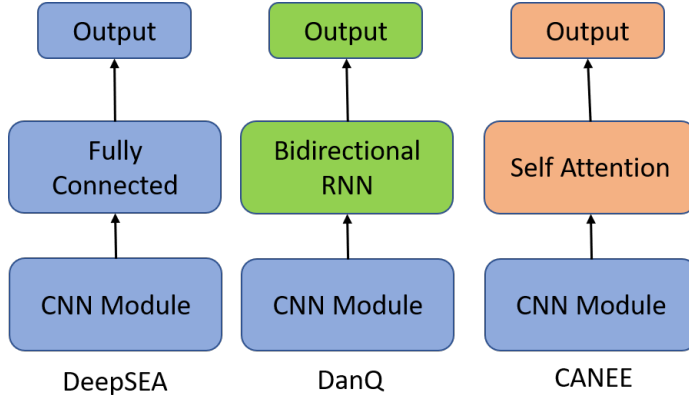 Output
Output
Output
Fully
Connected
Bidirectional
RNN
Self Attention
CNN Module
CNN Module
CNN Module
DeepSEA
DanQ
CANEE